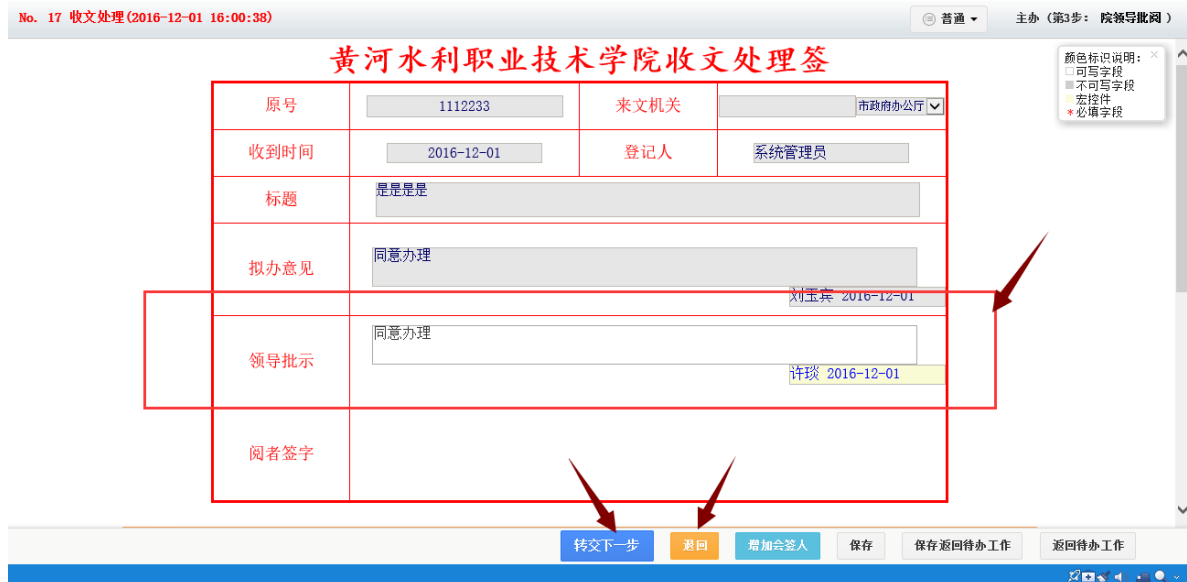 No. 17 收文处理(2016-12-01 16:00:38)
普通
主办 (第3步: 院领导批阅 )
黄河水利职业技术学院收文处理签
颜色标识说明:
可写字段
不可写字段
宏控件
*必填字段
原号 1112233 来文机关 市政府办公厅
收到时间 2016-12-01 登记人 系统管理员
标题 是是是是
拟办意见 同意办理
刘玉宾 2016-12-01
领导批示 同意办理
许琰 2016-12-01
阅者签字
转交下一步 退回 增加会签人 保存 保存返回待办工作 返回待办工作